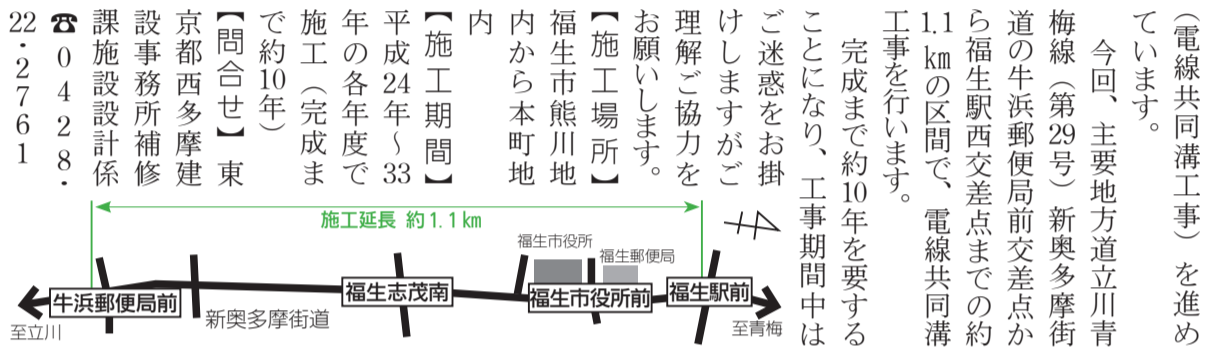 （電線共同溝工事）を進め
ています。
　今回、主要地方道立川青
梅線（第29号）新奥多摩街
道の牛浜郵便局前交差点か
ら福生駅西交差点までの約
1.1㎞の区間で、電線共同溝
工事を行います。
　完成まで約10年を要する
ことになり、工事期間中は
ご迷惑をお掛
けしますがご
理解ご協力を
お願いします。
【施工場所】
福生市熊川地
内から本町地
内
【施工期間】
平成24年～33
年の各年度で
施工（完成ま
で約10年）
【問合せ】東
京都西多摩建
設事務所補修
課施設設計係
☎0428・
22・2761
施工延長 約1.1㎞
福生市役所
福生郵便局
牛浜郵便局前
福生志茂南
福生市役所前
福生駅前
至立川
新奥多摩街道
至青梅